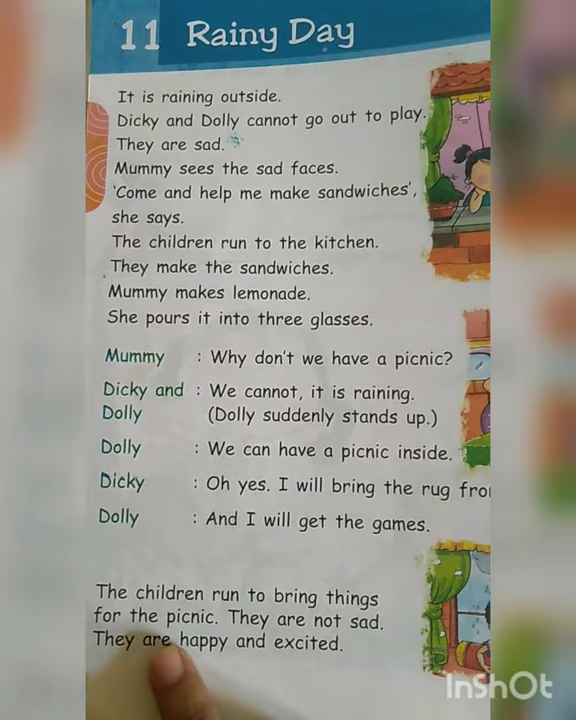 11 Rainy Day
It is raining outside.
Dicky and Dolly cannot go out to play.
They are sad.
Mummy sees the sad faces.
'Come and help me make sandwiches',
she says.
The children run to the kitchen.
They make the sandwiches.
Mummy makes lemonade.
She pours it into three glasses.
Mummy : Why don't we have a picnic?
Dicky and : We cannot, it is raining.
Dolly (Dolly suddenly stands up.)
Dolly : We can have a picnic inside.
Dicky : Oh yes. I will bring the rug
Dolly : And I will get the games.
The children run to bring things
for the picnic. They are not sad.
They are happy and excited.
InShOt